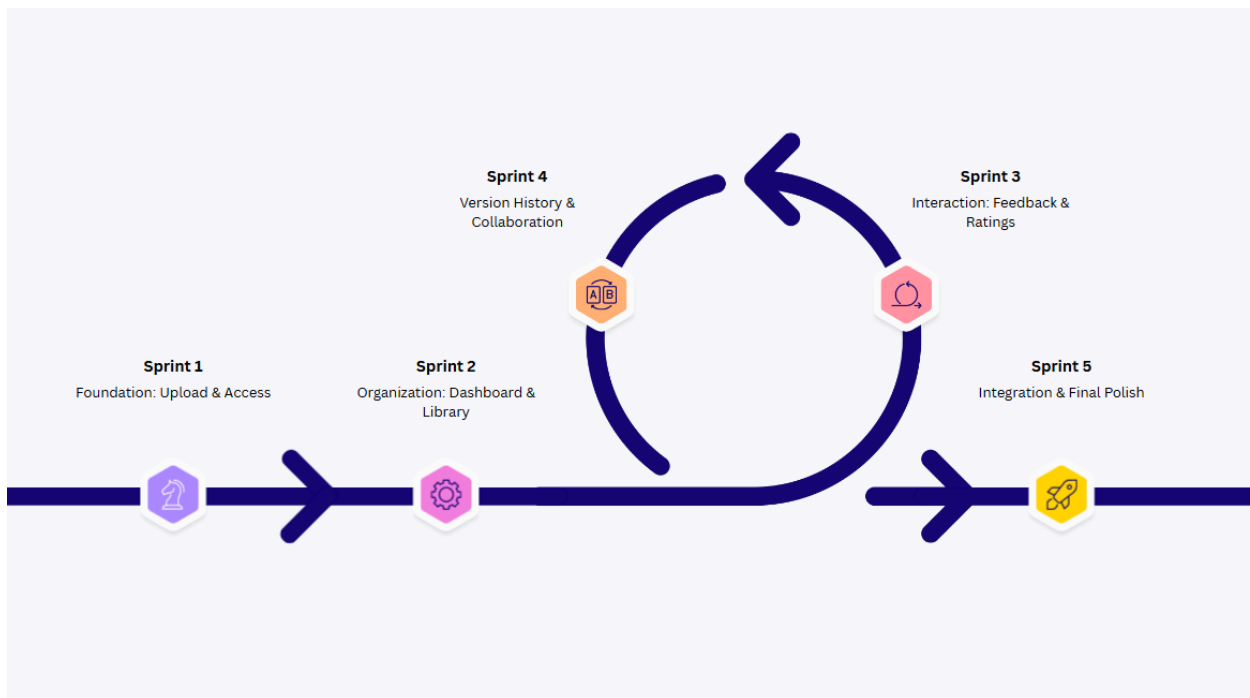 Sprint 4
Version History &
Collaboration
Sprint 3
Interaction: Feedback &
Ratings
Sprint 1
Foundation: Upload & Access
Sprint 2
Organization: Dashboard &
Library
Sprint 5
Integration & Final Polish
A B